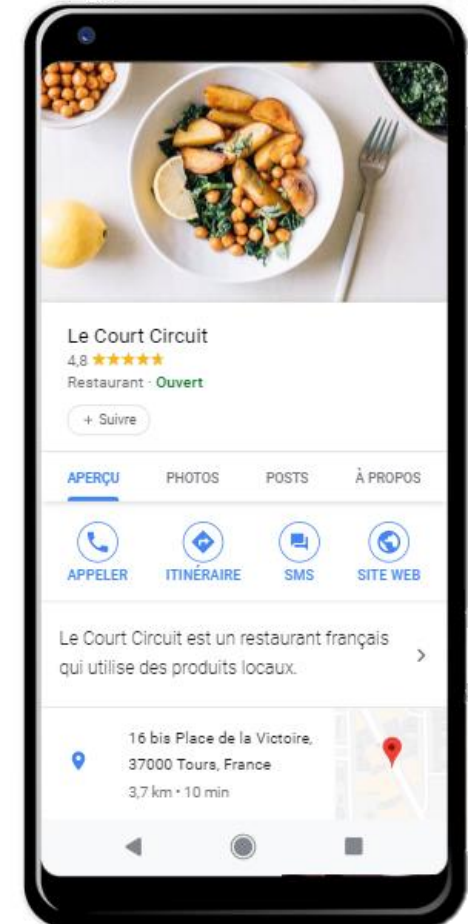 Le Court Circuit
4,8
Restaurant · Ouvert
+ Suivre
APERÇU PHOTOS POSTS À PROPOS
APPELER ITINÉRAIRE SMS SITE WEB
Le Court Circuit est un restaurant français
qui utilise des produits locaux.
16 bis Place de la Victoire,
37000 Tours, France
3,7 km • 10 min